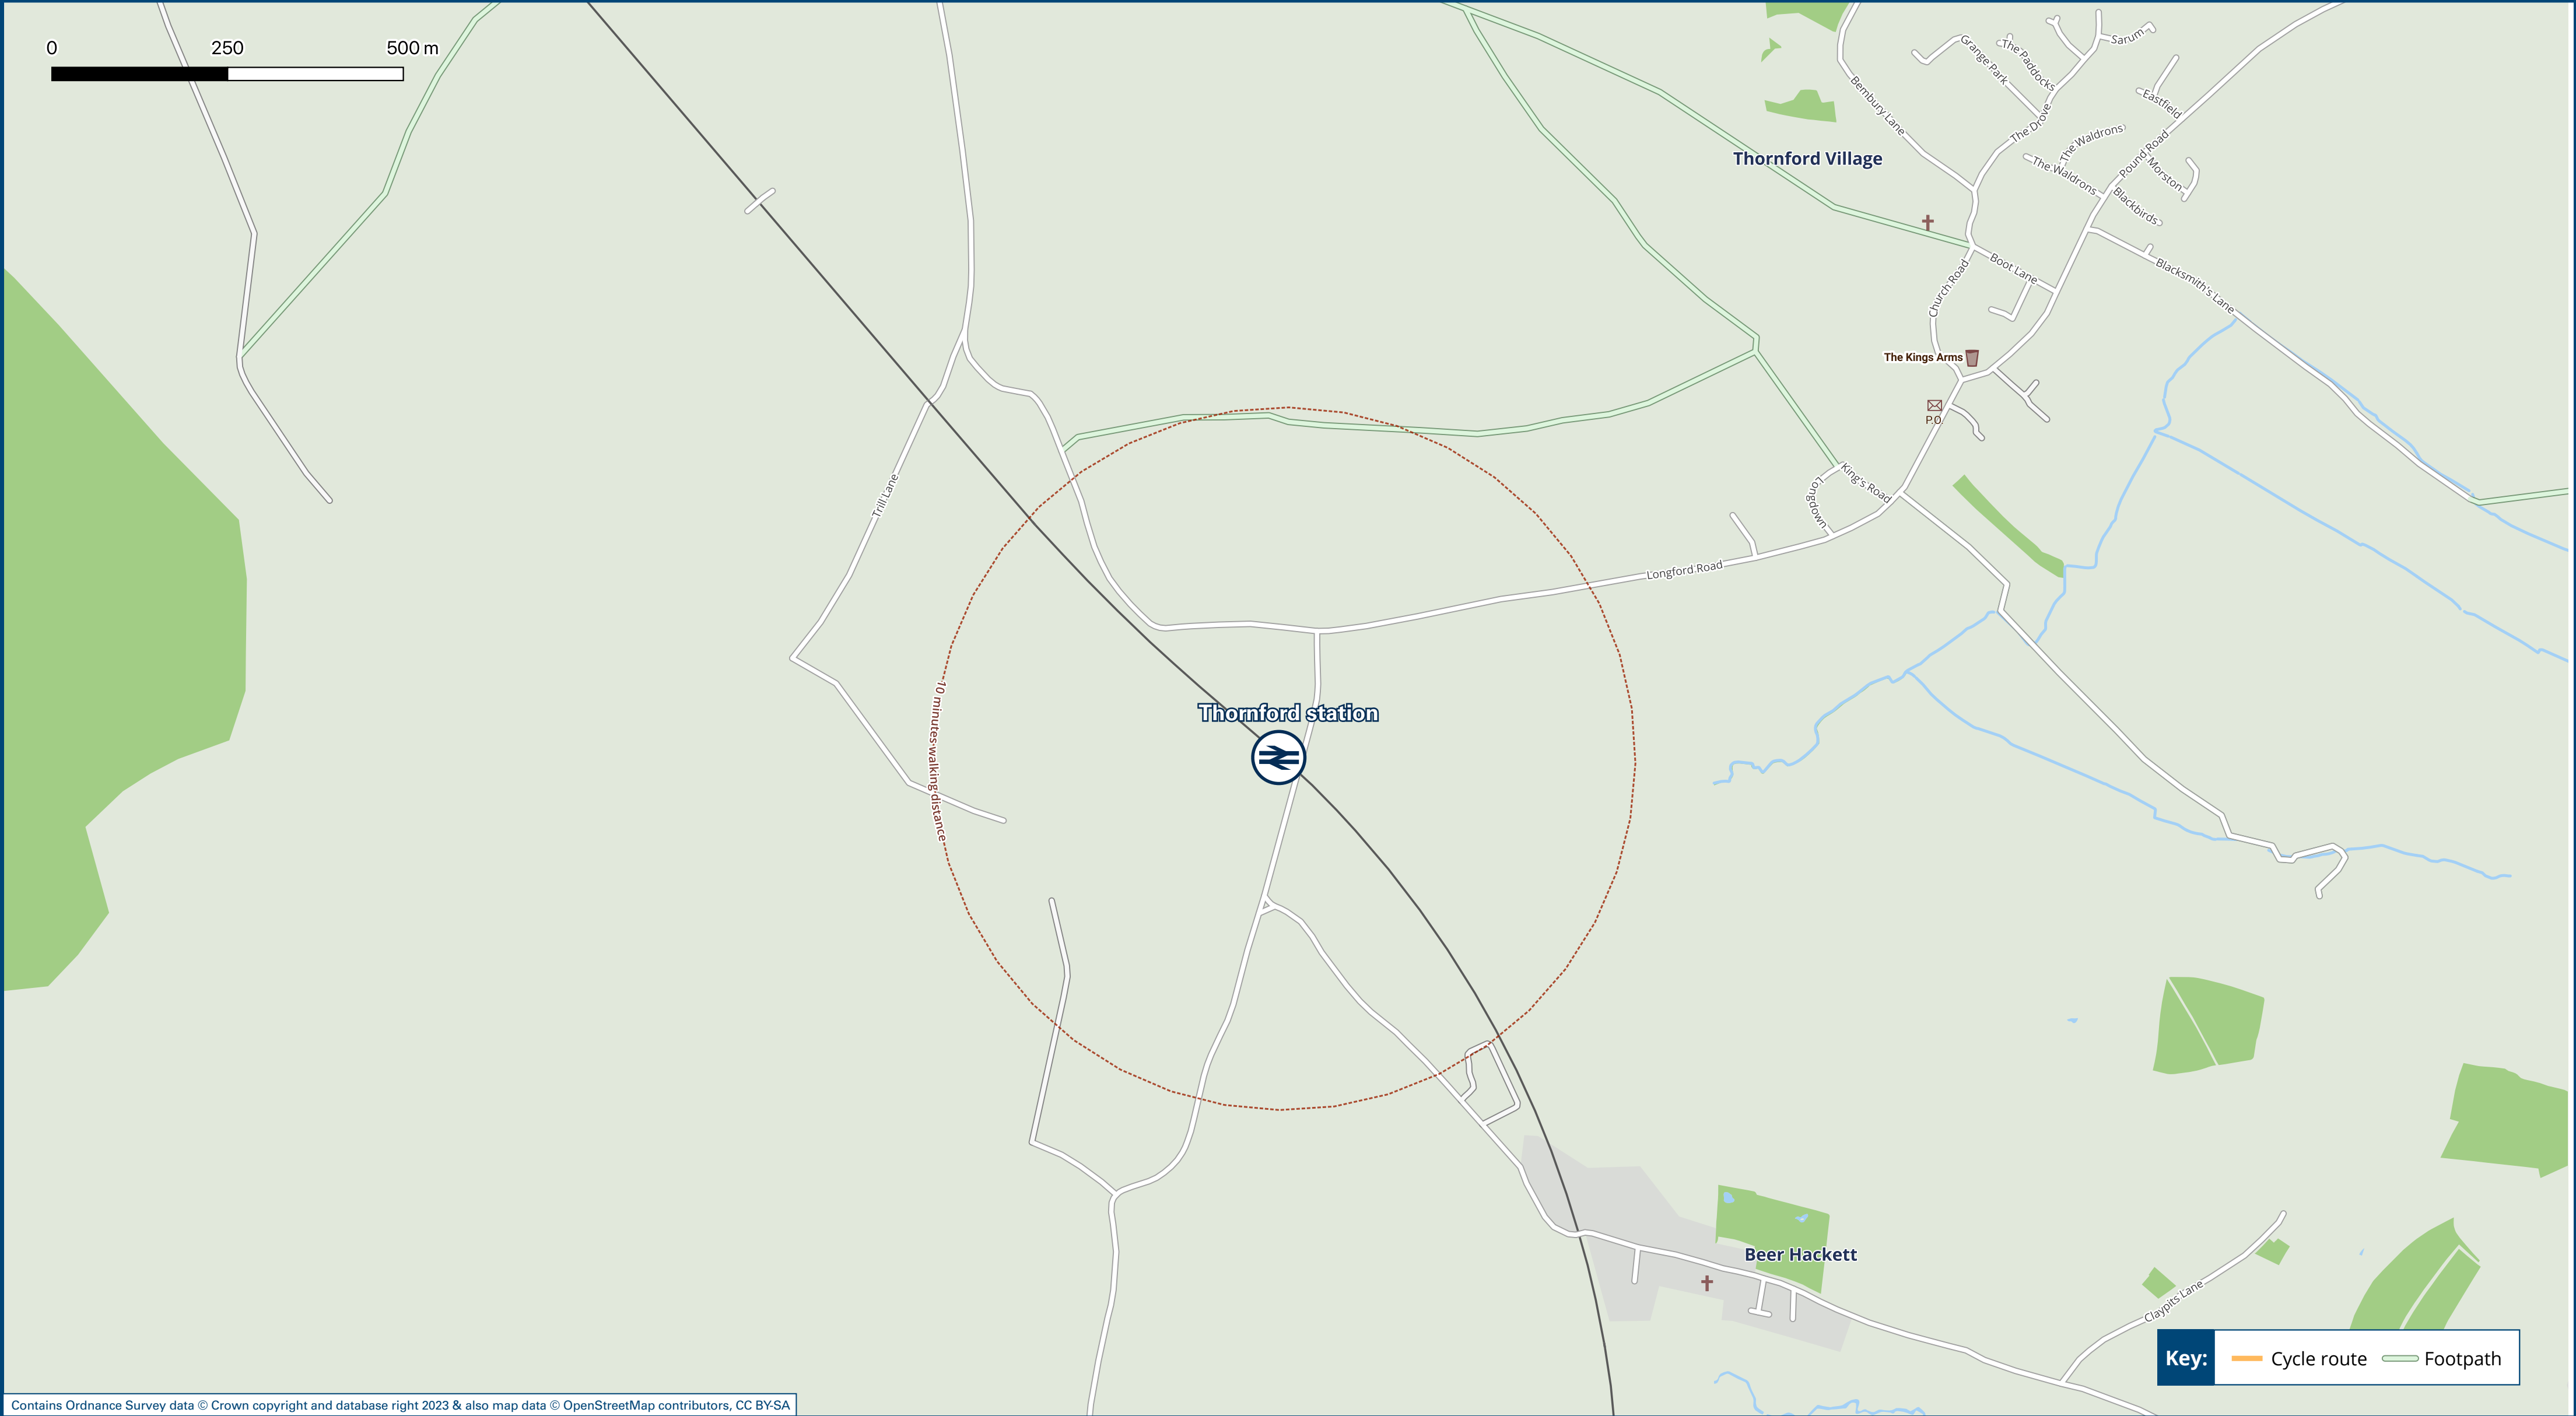 0 250 500 m
Sarum
Grange Park
The Paddocks
Bembury Lane
Eastfield
The Drove
The Waldrons
Pound Road
The Waldrons
Morston
Thornford Village
Blackbirds
Boot Lane
Blacksmith's Lane
Church Road
The Kings Arms
P.O.
King's Road
Longdown
Trill Lane
Longford Road
10 minutes walking distance
Thornford station
Beer Hackett
Claypits Lane
Key: Cycle route Footpath
Contains Ordnance Survey data © Crown copyright and database right 2023 & also map data © OpenStreetMap contributors, CC BY-SA